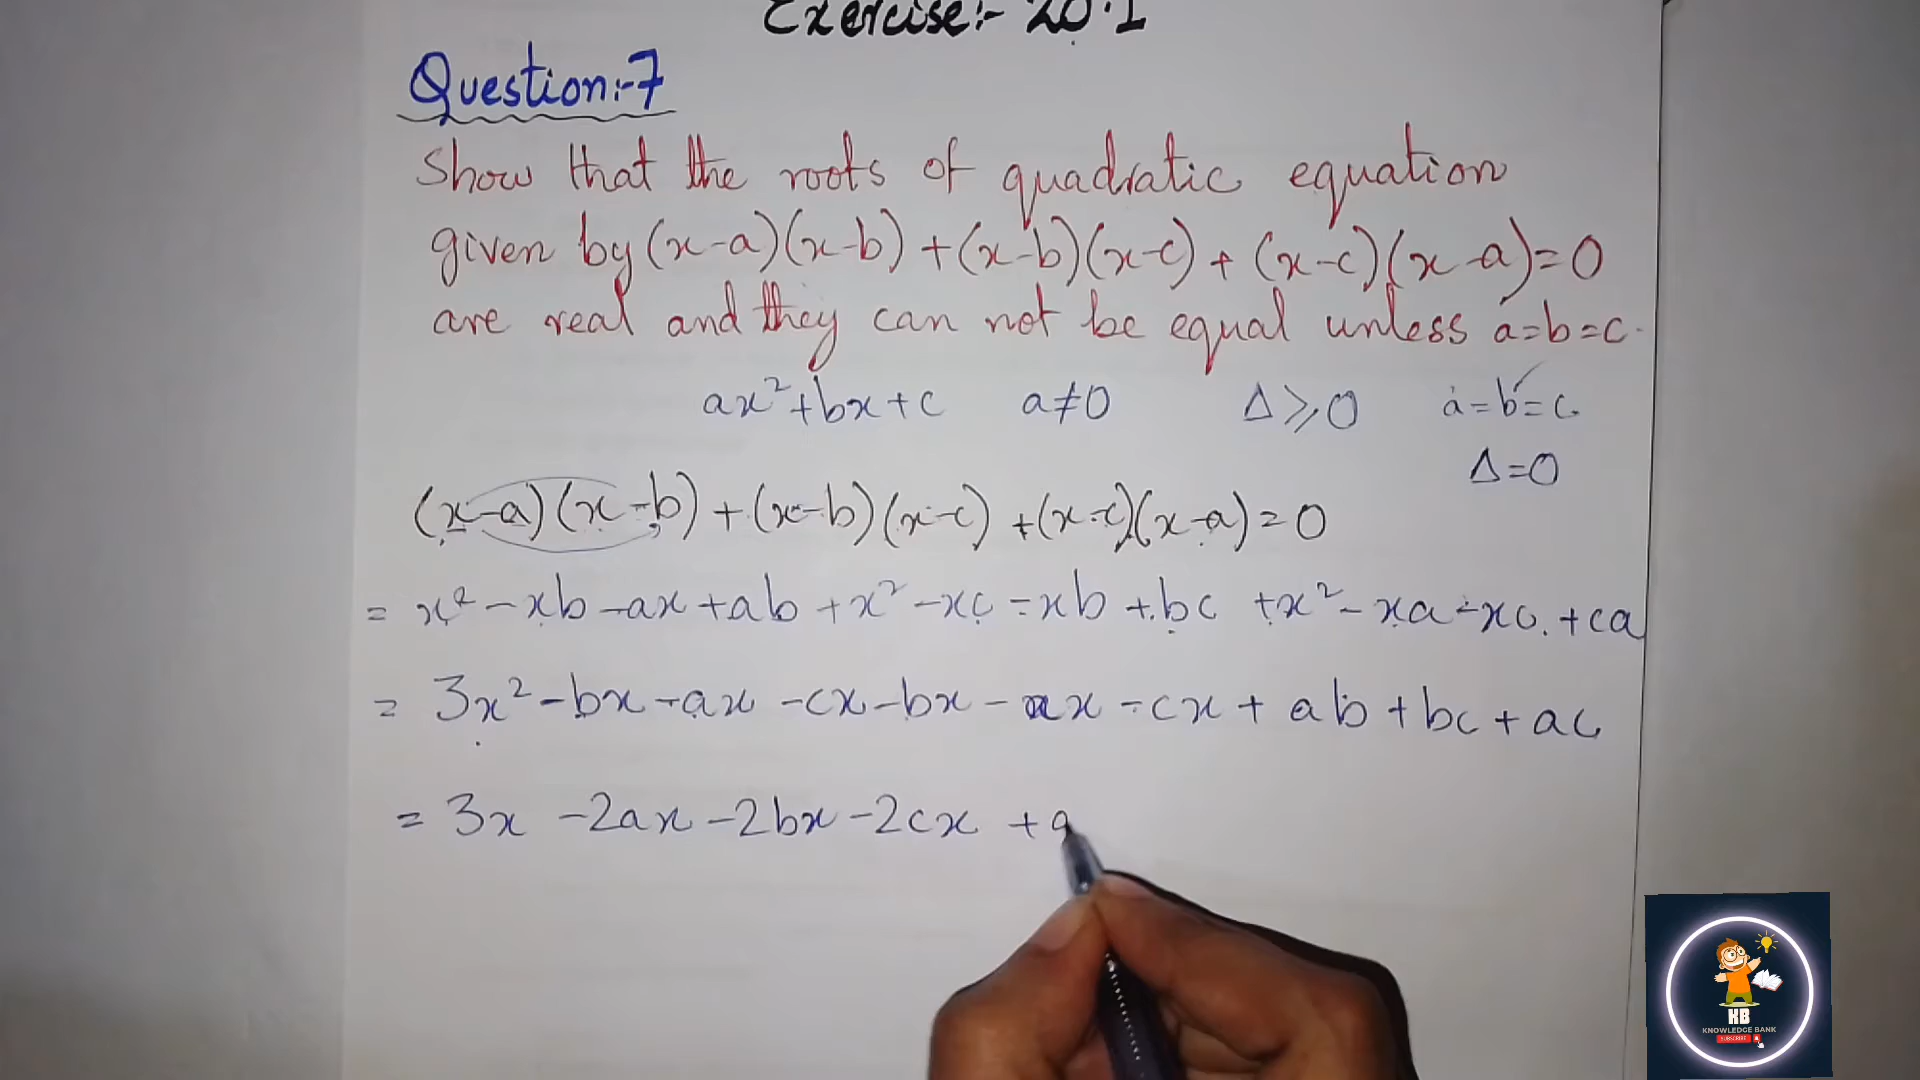 Exercise:- 20.1
Question:-7
Show that the roots of quadratic equation
given by (x-a)(x-b) +(x-b)(x-c) + (x-c)(x-a)=0
are real and they can not be equal unless a=b=c.
ax²+bx+c a≠0 Δ⩾0 a=b=c.
Δ=0
(x-a)(x-b)+(x-b)(x-c) +(x-c)(x-a)=0
= x²-xb-ax+ab+x²-xc-xb+bc +x²-xa-xc.+ca
= 3x²-bx-ax-cx-bx-ax-cx+ab+bc+ac
= 3x -2ax-2bx-2cx +a
KB
KNOWLEDGE BANK
SUBSCRIBE